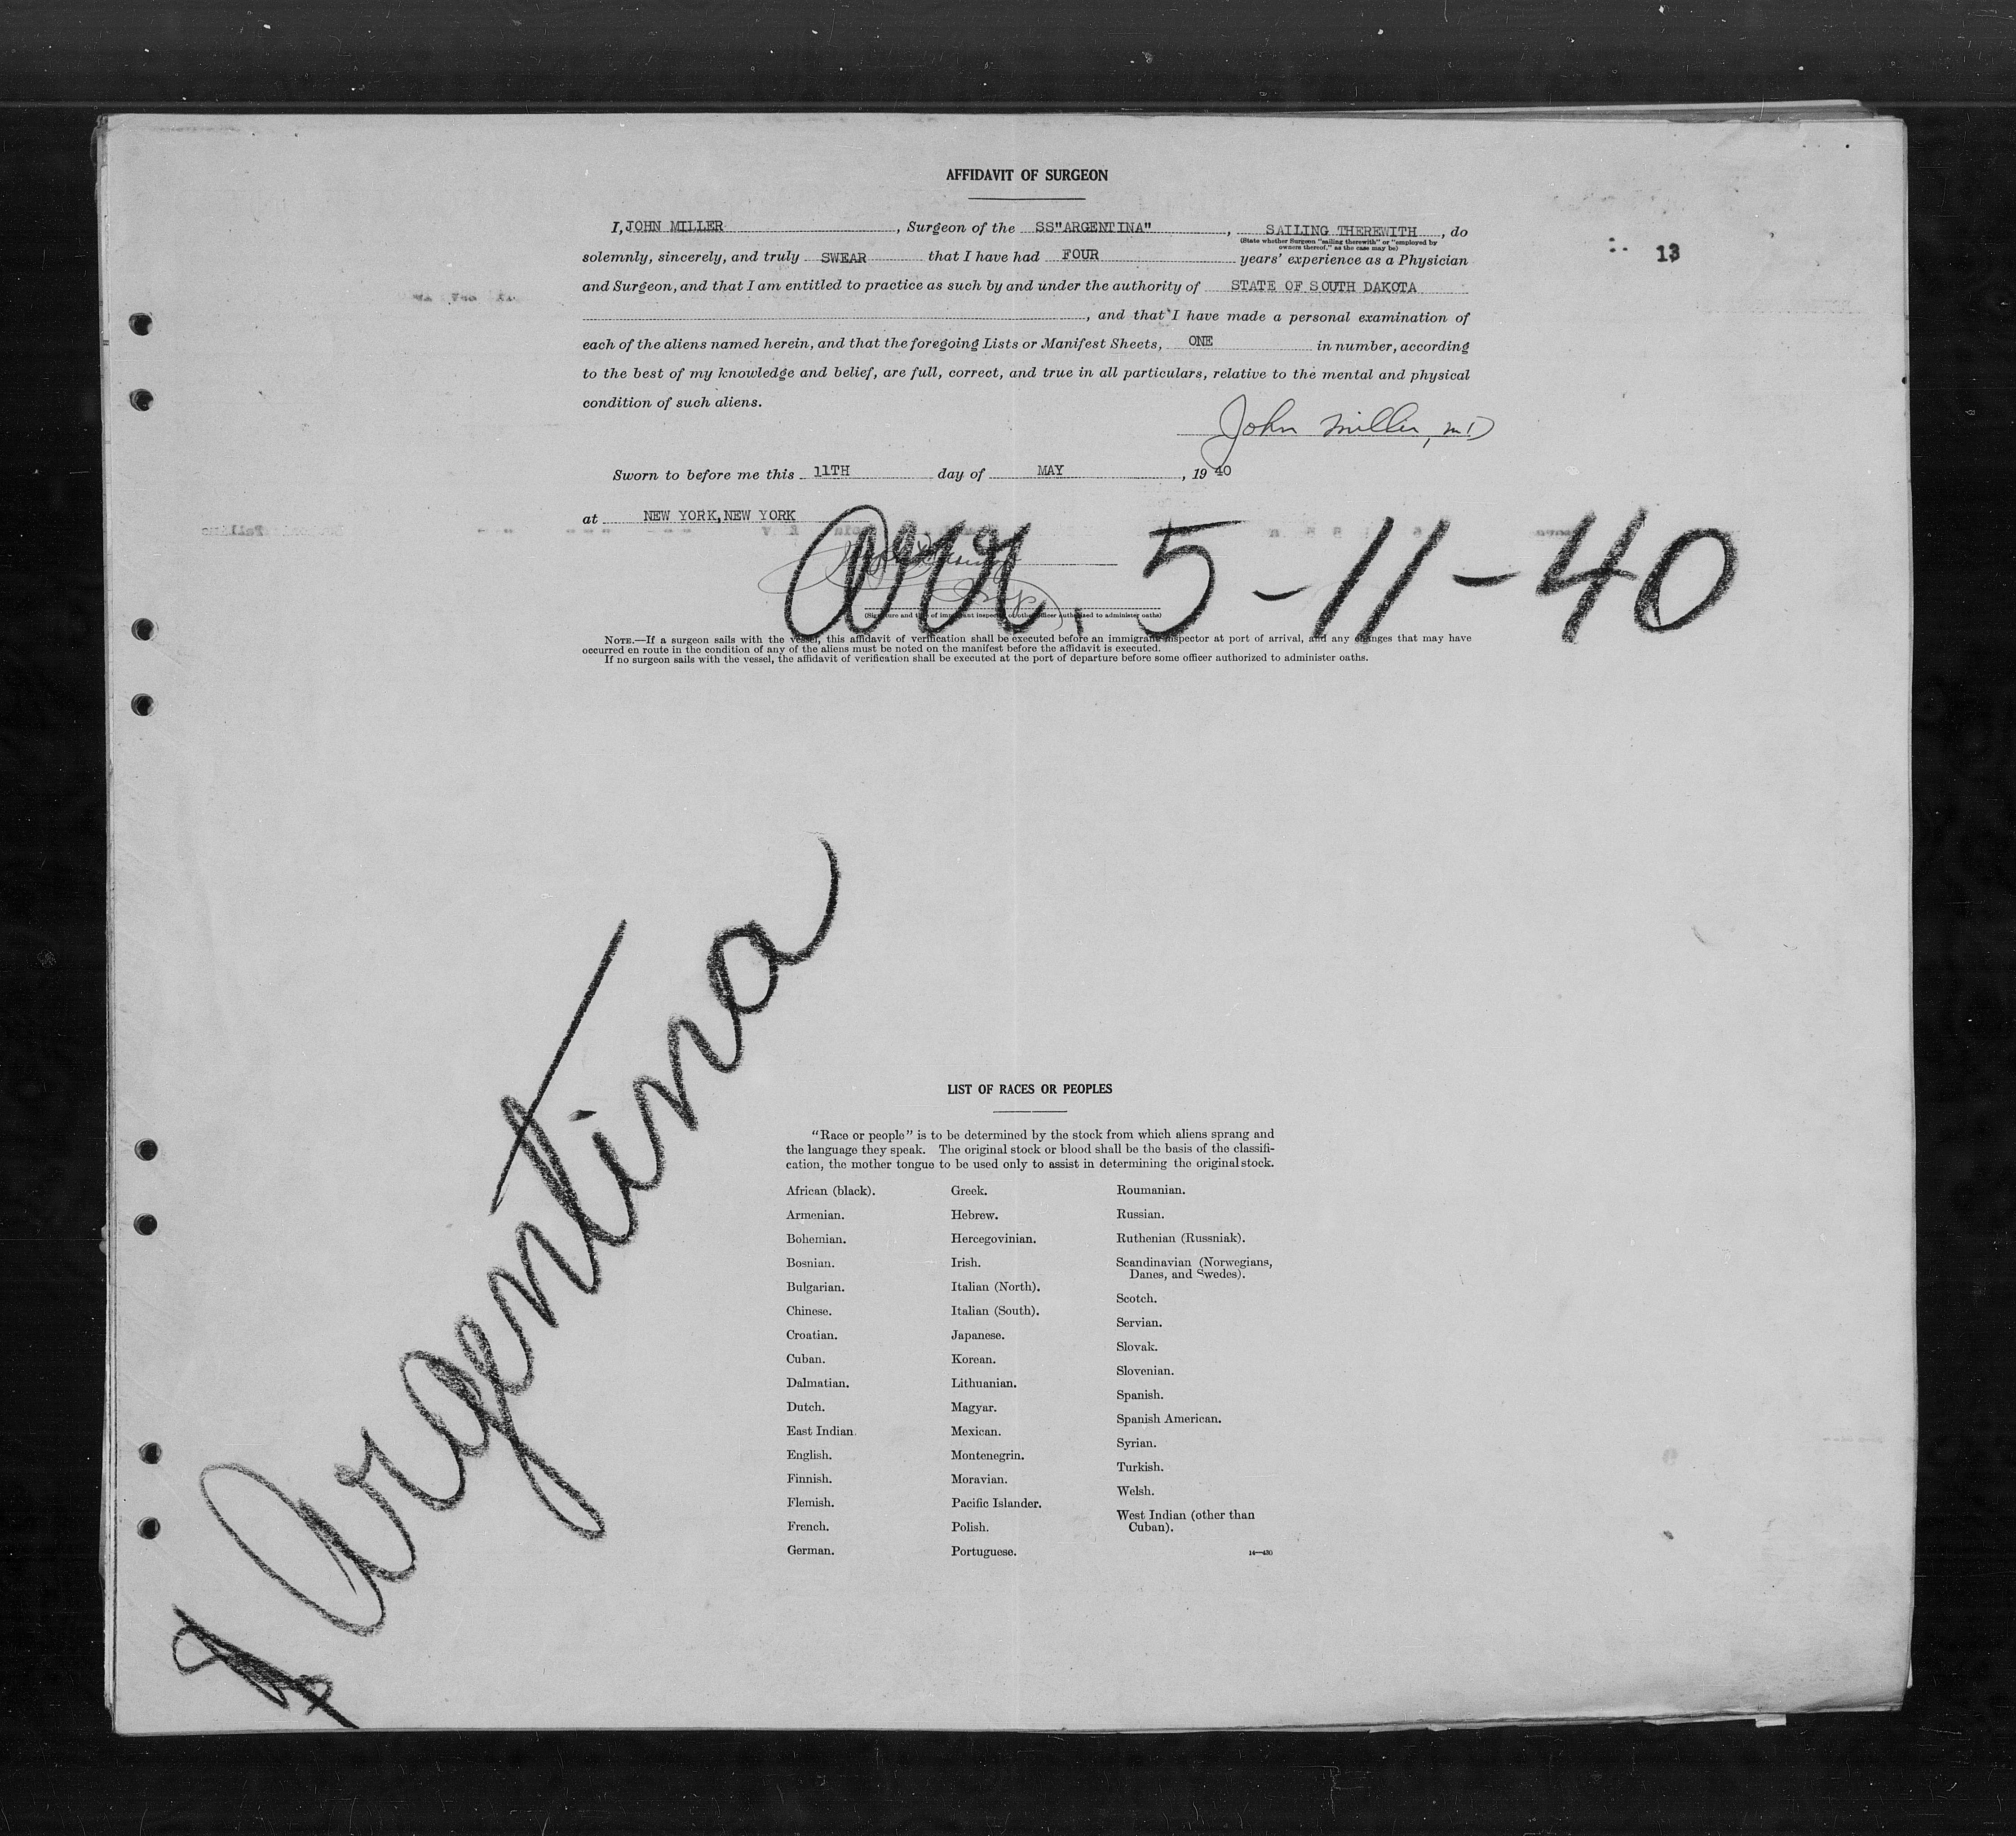 AFFIDAVIT OF SURGEON
I, JOHN MILLER, Surgeon of the SS"ARGENTINA", SAILING THEREWITH, do
(State whether Surgeon "sailing therewith" or "employed by
owners thereof," as the case may be)
13
solemnly, sincerely, and truly SWEAR that I have had FOUR years' experience as a Physician
and Surgeon, and that I am entitled to practice as such by and under the authority of STATE OF SOUTH DAKOTA
, and that I have made a personal examination of
each of the aliens named herein, and that the foregoing Lists or Manifest Sheets, ONE in number, according
to the best of my knowledge and belief, are full, correct, and true in all particulars, relative to the mental and physical
condition of such aliens.
John Miller, MD
Sworn to before me this 11TH day of MAY, 1940
at NEW YORK, NEW YORK
arr. 5-11-40
(Signature and title of immigrant inspector or other officer authorized to administer oaths)
NOTE.—If a surgeon sails with the vessel, this affidavit of verification shall be executed before an immigrant inspector at port of arrival, and any changes that may have
occurred en route in the condition of any of the aliens must be noted on the manifest before the affidavit is executed.
If no surgeon sails with the vessel, the affidavit of verification shall be executed at the port of departure before some officer authorized to administer oaths.
Argentina
LIST OF RACES OR PEOPLES
"Race or people" is to be determined by the stock from which aliens sprang and
the language they speak. The original stock or blood shall be the basis of the classifi-
cation, the mother tongue to be used only to assist in determining the original stock.
African (black).
Armenian.
Bohemian.
Bosnian.
Bulgarian.
Chinese.
Croatian.
Cuban.
Dalmatian.
Dutch.
East Indian.
English.
Finnish.
Flemish.
French.
German.
Greek.
Hebrew.
Hercegovinian.
Irish.
Italian (North).
Italian (South).
Japanese.
Korean.
Lithuanian.
Magyar.
Mexican.
Montenegrin.
Moravian.
Pacific Islander.
Polish.
Portuguese.
Roumanian.
Russian.
Ruthenian (Russniak).
Scandinavian (Norwegians,
Danes, and Swedes).
Scotch.
Servian.
Slovak.
Slovenian.
Spanish.
Spanish American.
Syrian.
Turkish.
Welsh.
West Indian (other than
Cuban).
14—430